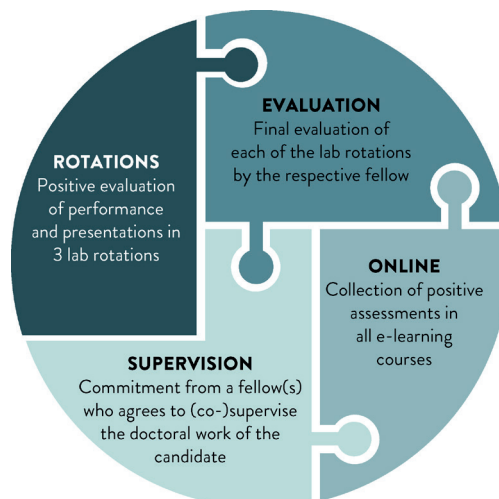 EVALUATION
Final evaluation of
each of the lab rotations
by the respective fellow
ROTATIONS
Positive evaluation
of performance
and presentations in
3 lab rotations
ONLINE
Collection of positive
assessments in
all e-learning
courses
SUPERVISION
Commitment from a fellow(s)
who agrees to (co-)supervise
the doctoral work of the
candidate